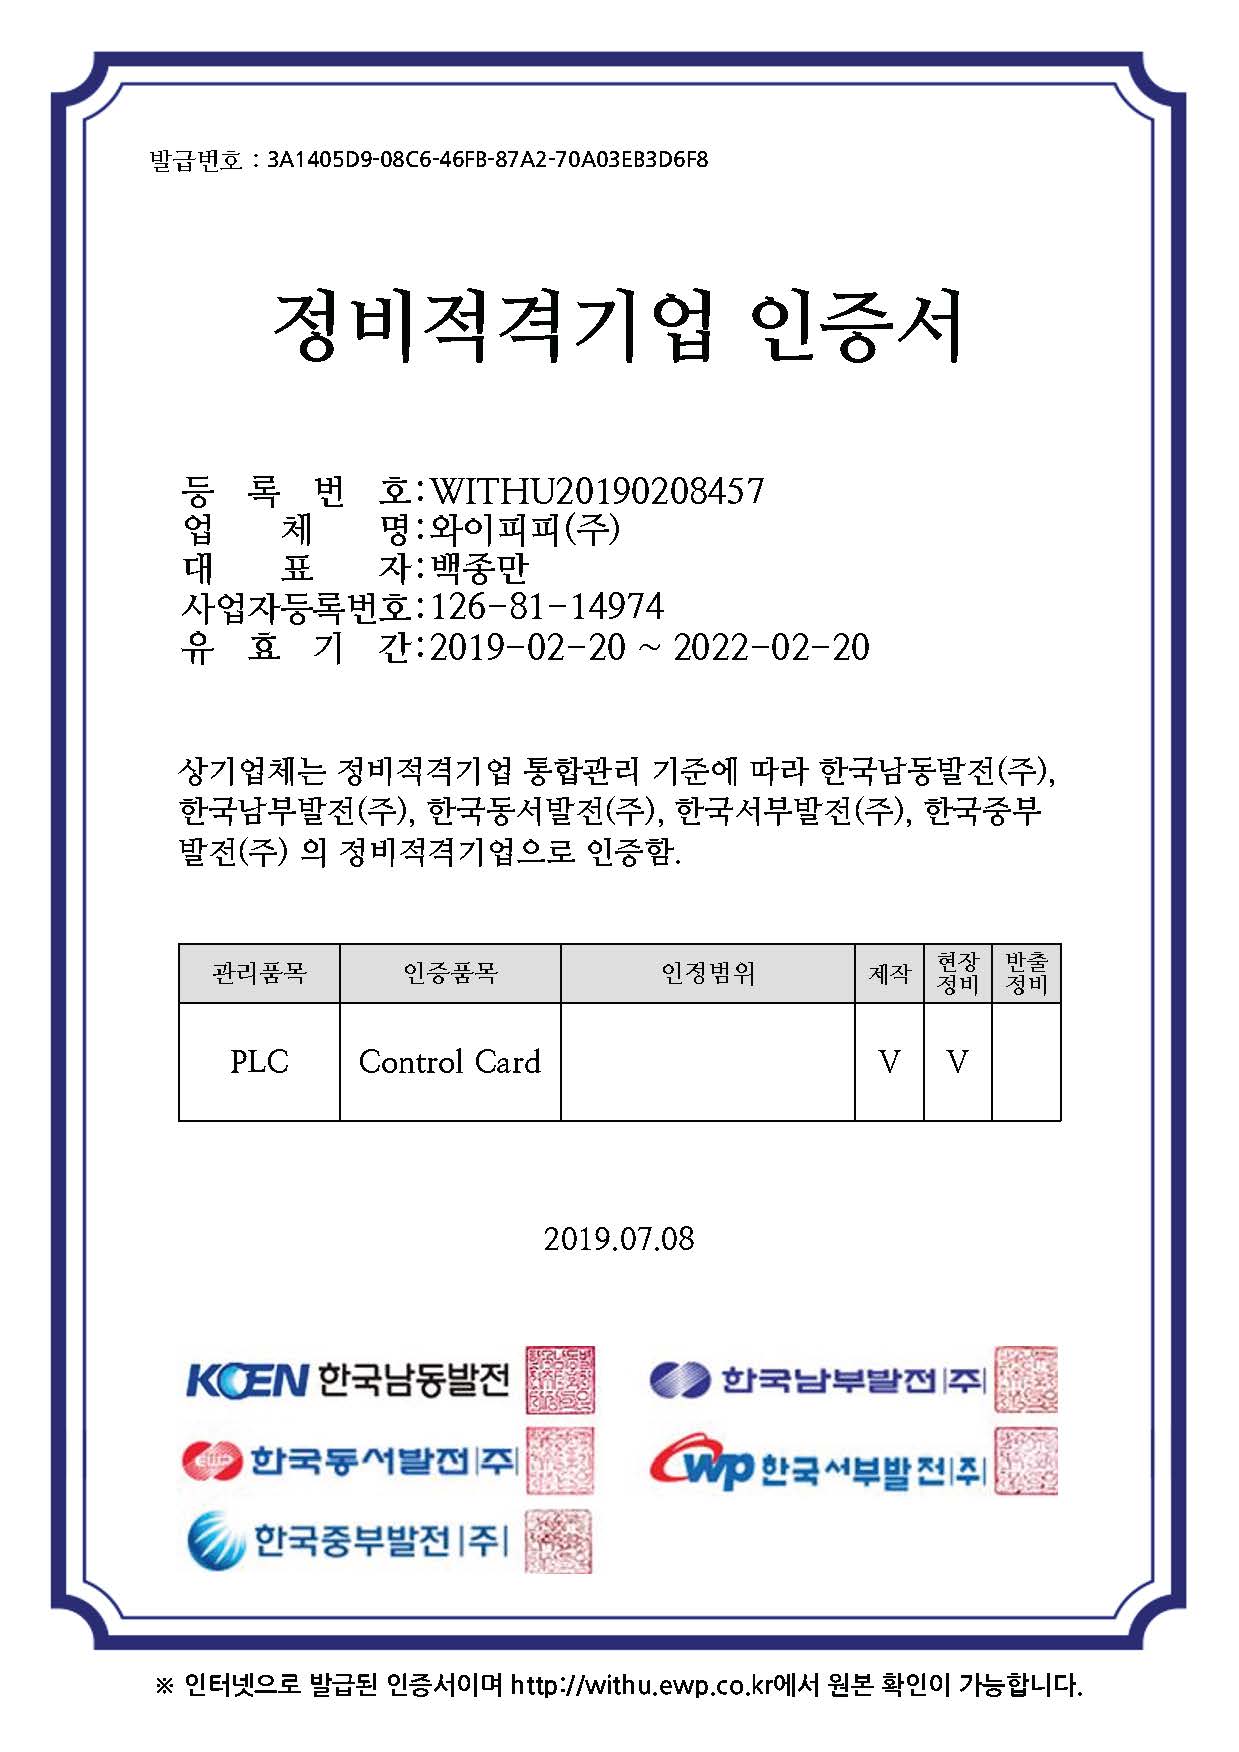 발급번호 : 3A1405D9-08C6-46FB-87A2-70A03EB3D6F8
정비적격기업 인증서
등 록 번 호:WITHU20190208457
업 체 명:와이피피(주)
대 표 자:백종만
사업자등록번호:126-81-14974
유 효 기 간:2019-02-20 ~ 2022-02-20
상기업체는 정비적격기업 통합관리 기준에 따라 한국남동발전(주),
한국남부발전(주), 한국동서발전(주), 한국서부발전(주), 한국중부
발전(주) 의 정비적격기업으로 인증함.
관리품목 인증품목 인정범위 제작 현장정비 반출정비
PLC Control Card V V
2019.07.08
KOEN 한국남동발전 한국남부발전|주|
EWP 한국동서발전|주| WP 한국서부발전|주|
한국중부발전|주|
※ 인터넷으로 발급된 인증서이며 http://withu.ewp.co.kr에서 원본 확인이 가능합니다.